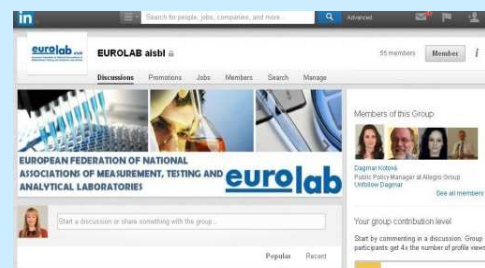 in
Search for people, jobs, companies, and more...
Advanced
eurolab
EUROLAB aisbl
55 members
Member
i
Discussions
Promotions
Jobs
Members
Search
Manage
EUROPEAN FEDERATION OF NATIONAL
ASSOCIATIONS OF MEASUREMENT, TESTING AND
ANALYTICAL LABORATORIES
eurolab
Start a discussion or share something with the group...
Popular
Recent
Members of this Group
Dagmar Kotova
Public Policy Manager at Allegro Group
Unfollow Dagmar
See all members
Your group contribution level
Start by commenting in a discussion. Group
participants get 4x the number of profile views